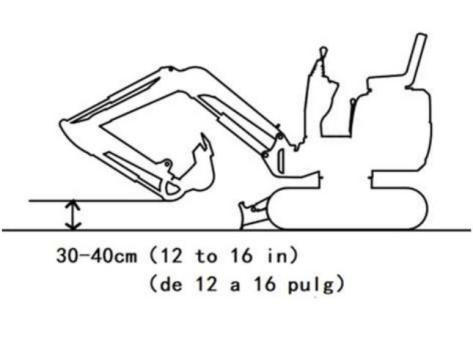 30-40cm (12 to 16 in)
(de 12 a 16 pulg)